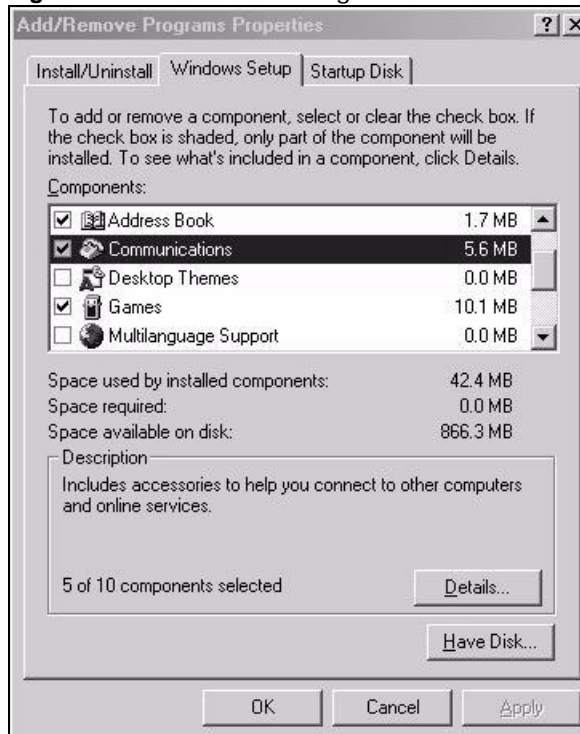 Add/Remove Programs Properties
Install/Uninstall Windows Setup Startup Disk
To add or remove a component, select or clear the check box. If
the check box is shaded, only part of the component will be
installed. To see what's included in a component, click Details.
Components:
Address Book 1.7 MB
Communications 5.6 MB
Desktop Themes 0.0 MB
Games 10.1 MB
Multilanguage Support 0.0 MB
Space used by installed components: 42.4 MB
Space required: 0.0 MB
Space available on disk: 866.3 MB
Description
Includes accessories to help you connect to other computers
and online services.
5 of 10 components selected
Details...
Have Disk...
OK Cancel Apply